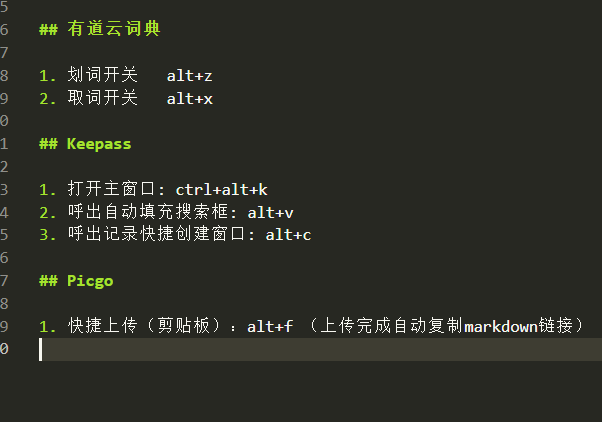 5
6 ## 有道云词典
7
8 1. 划词开关   alt+z
9 2. 取词开关   alt+x
0
1 ## Keepass
2
3 1. 打开主窗口: ctrl+alt+k
4 2. 呼出自动填充搜索框: alt+v
5 3. 呼出记录快捷创建窗口: alt+c
6
7 ## Picgo
8
9 1. 快捷上传（剪贴板）: alt+f （上传完成自动复制markdown链接）
0